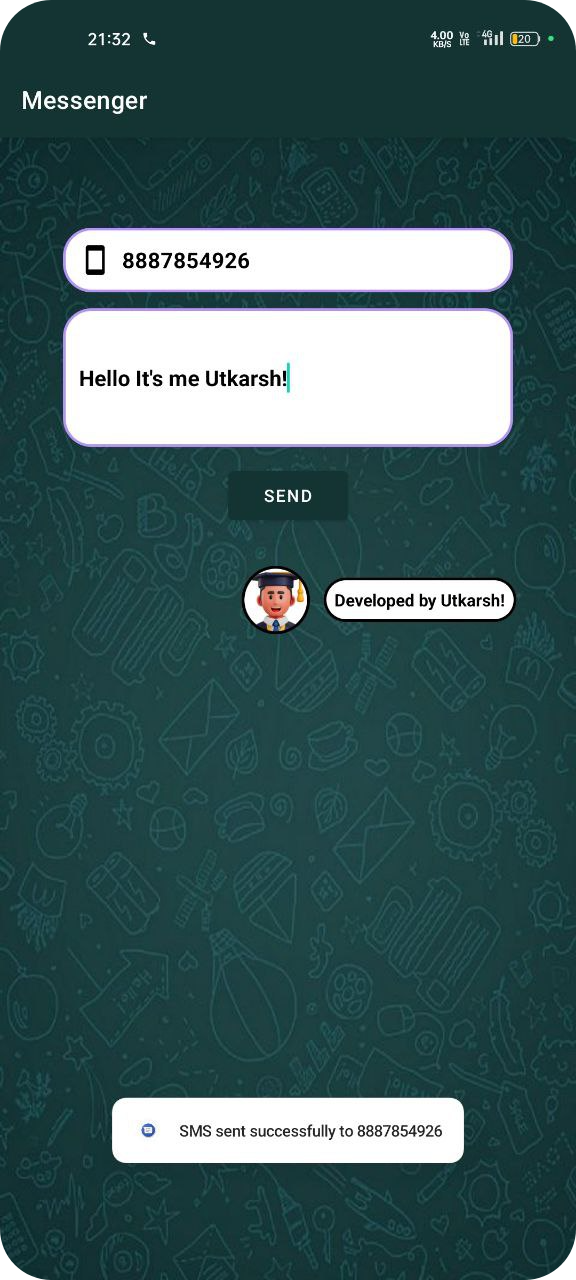 21:32
4.00 KB/S Vo LTE 4G 20
Messenger
8887854926
Hello It's me Utkarsh!
SEND
Developed by Utkarsh!
SMS sent successfully to 8887854926